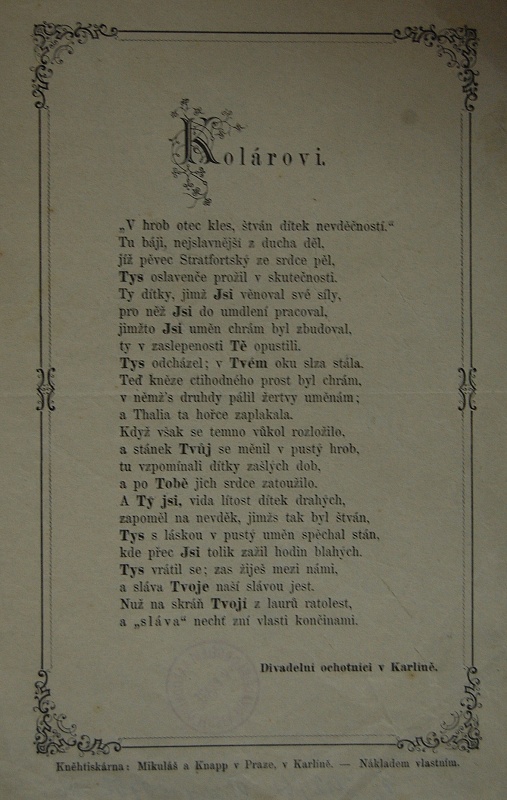 Kolárovi.
„V hrob otec kles, štván dítek nevděčností.“
Tu báji, nejslavnější z ducha děl,
jíž pěvec Stratfortský ze srdce pěl,
Tys oslavenče prožil v skutečnosti.
Ty dítky, jimž Jsi věnoval své síly,
pro něž Jsi do umdlení pracoval,
jimžto Jsi uměn chrám byl zbudoval,
ty v zaslepenosti Tě opustili.
Tys odcházel; v Tvém oku slza stála.
Teď kněze ctihodného prost byl chrám,
v němž's druhdy pálil žertvy uměnám;
a Thalia ta hořce zaplakala.
Když však se temno vůkol rozložilo,
a stánek Tvůj se měnil v pustý hrob,
tu vzpomínali dítky zašlých dob,
a po Tobě jich srdce zatoužilo.
A Ty jsi, vida lítost dítek drahých,
zapoměl na nevděk, jimžs tak byl štván,
Tys s láskou v pustý uměn spěchal stán,
kde přec Jsi tolik zažil hodin blahých.
Tys vrátil se; zas žiješ mezi námi,
a sláva Tvoje naší slávou jest.
Nuž na skráň Tvoji z laurů ratolest,
a „sláva“ nechť zní vlasti končinami.
Divadelní ochotníci v Karlíně.
Kněhtiskárna: Mikuláš a Knapp v Praze, v Karlíně. — Nákladem vlastním.